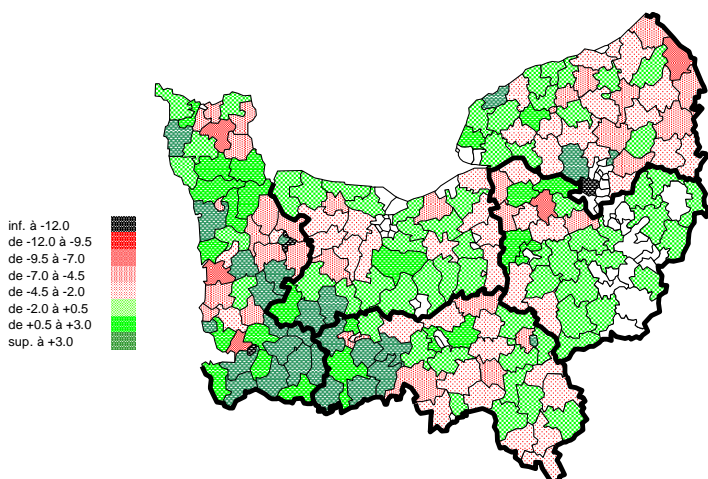 inf. à -12.0
de -12.0 à -9.5
de -9.5 à -7.0
de -7.0 à -4.5
de -4.5 à -2.0
de -2.0 à +0.5
de +0.5 à +3.0
sup. à +3.0